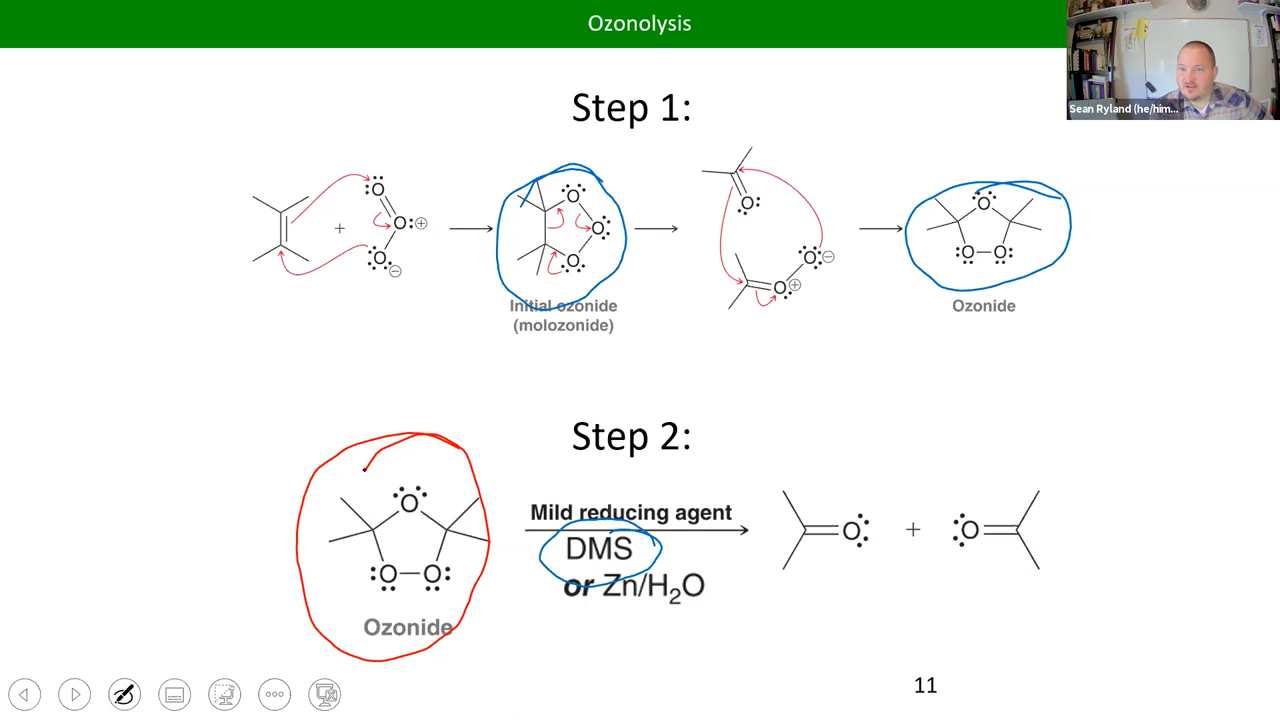 Ozonolysis
Sean Ryland (he/him...
Step 1:
O
O
O
+
O
O
O
O
O
O
O
O
O
Initial ozonide
(molozonide)
Ozonide
Step 2:
O
O
O
Ozonide
Mild reducing agent
DMS
or Zn/H₂O
O
+
O
11